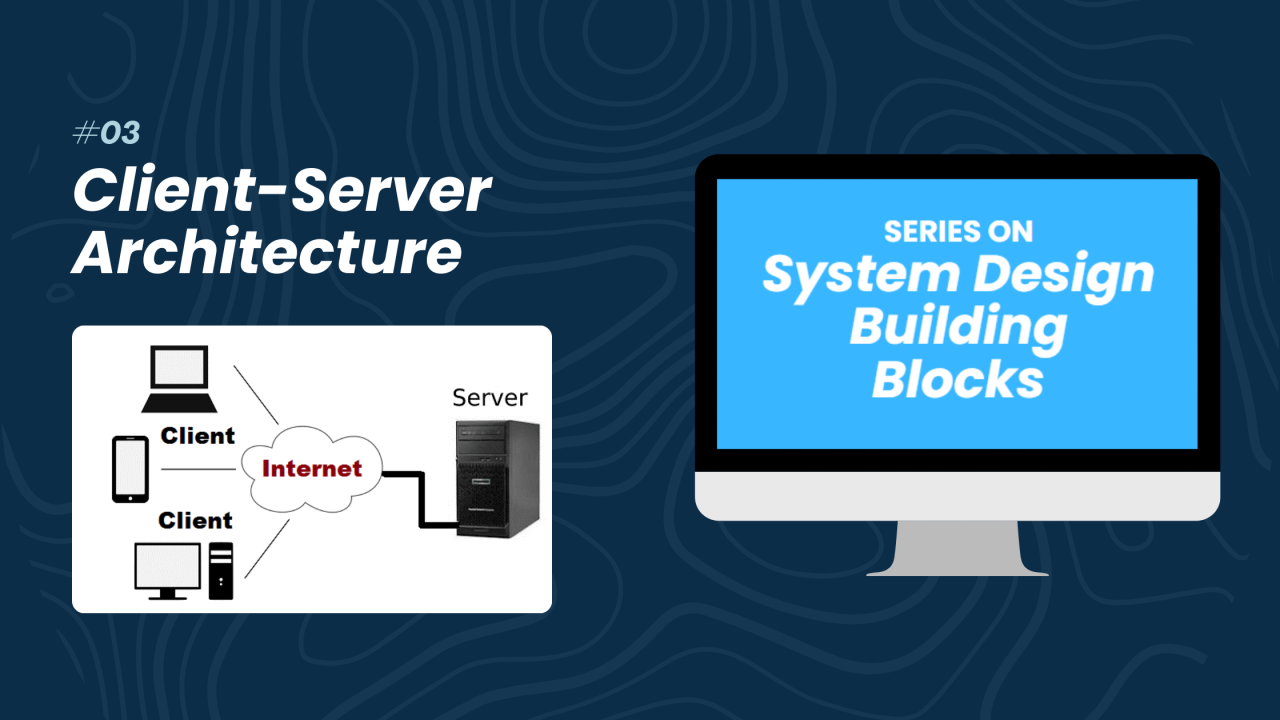 #03
Client-Server
Architecture
Server
Client
Internet
Client
SERIES ON
System Design
Building
Blocks